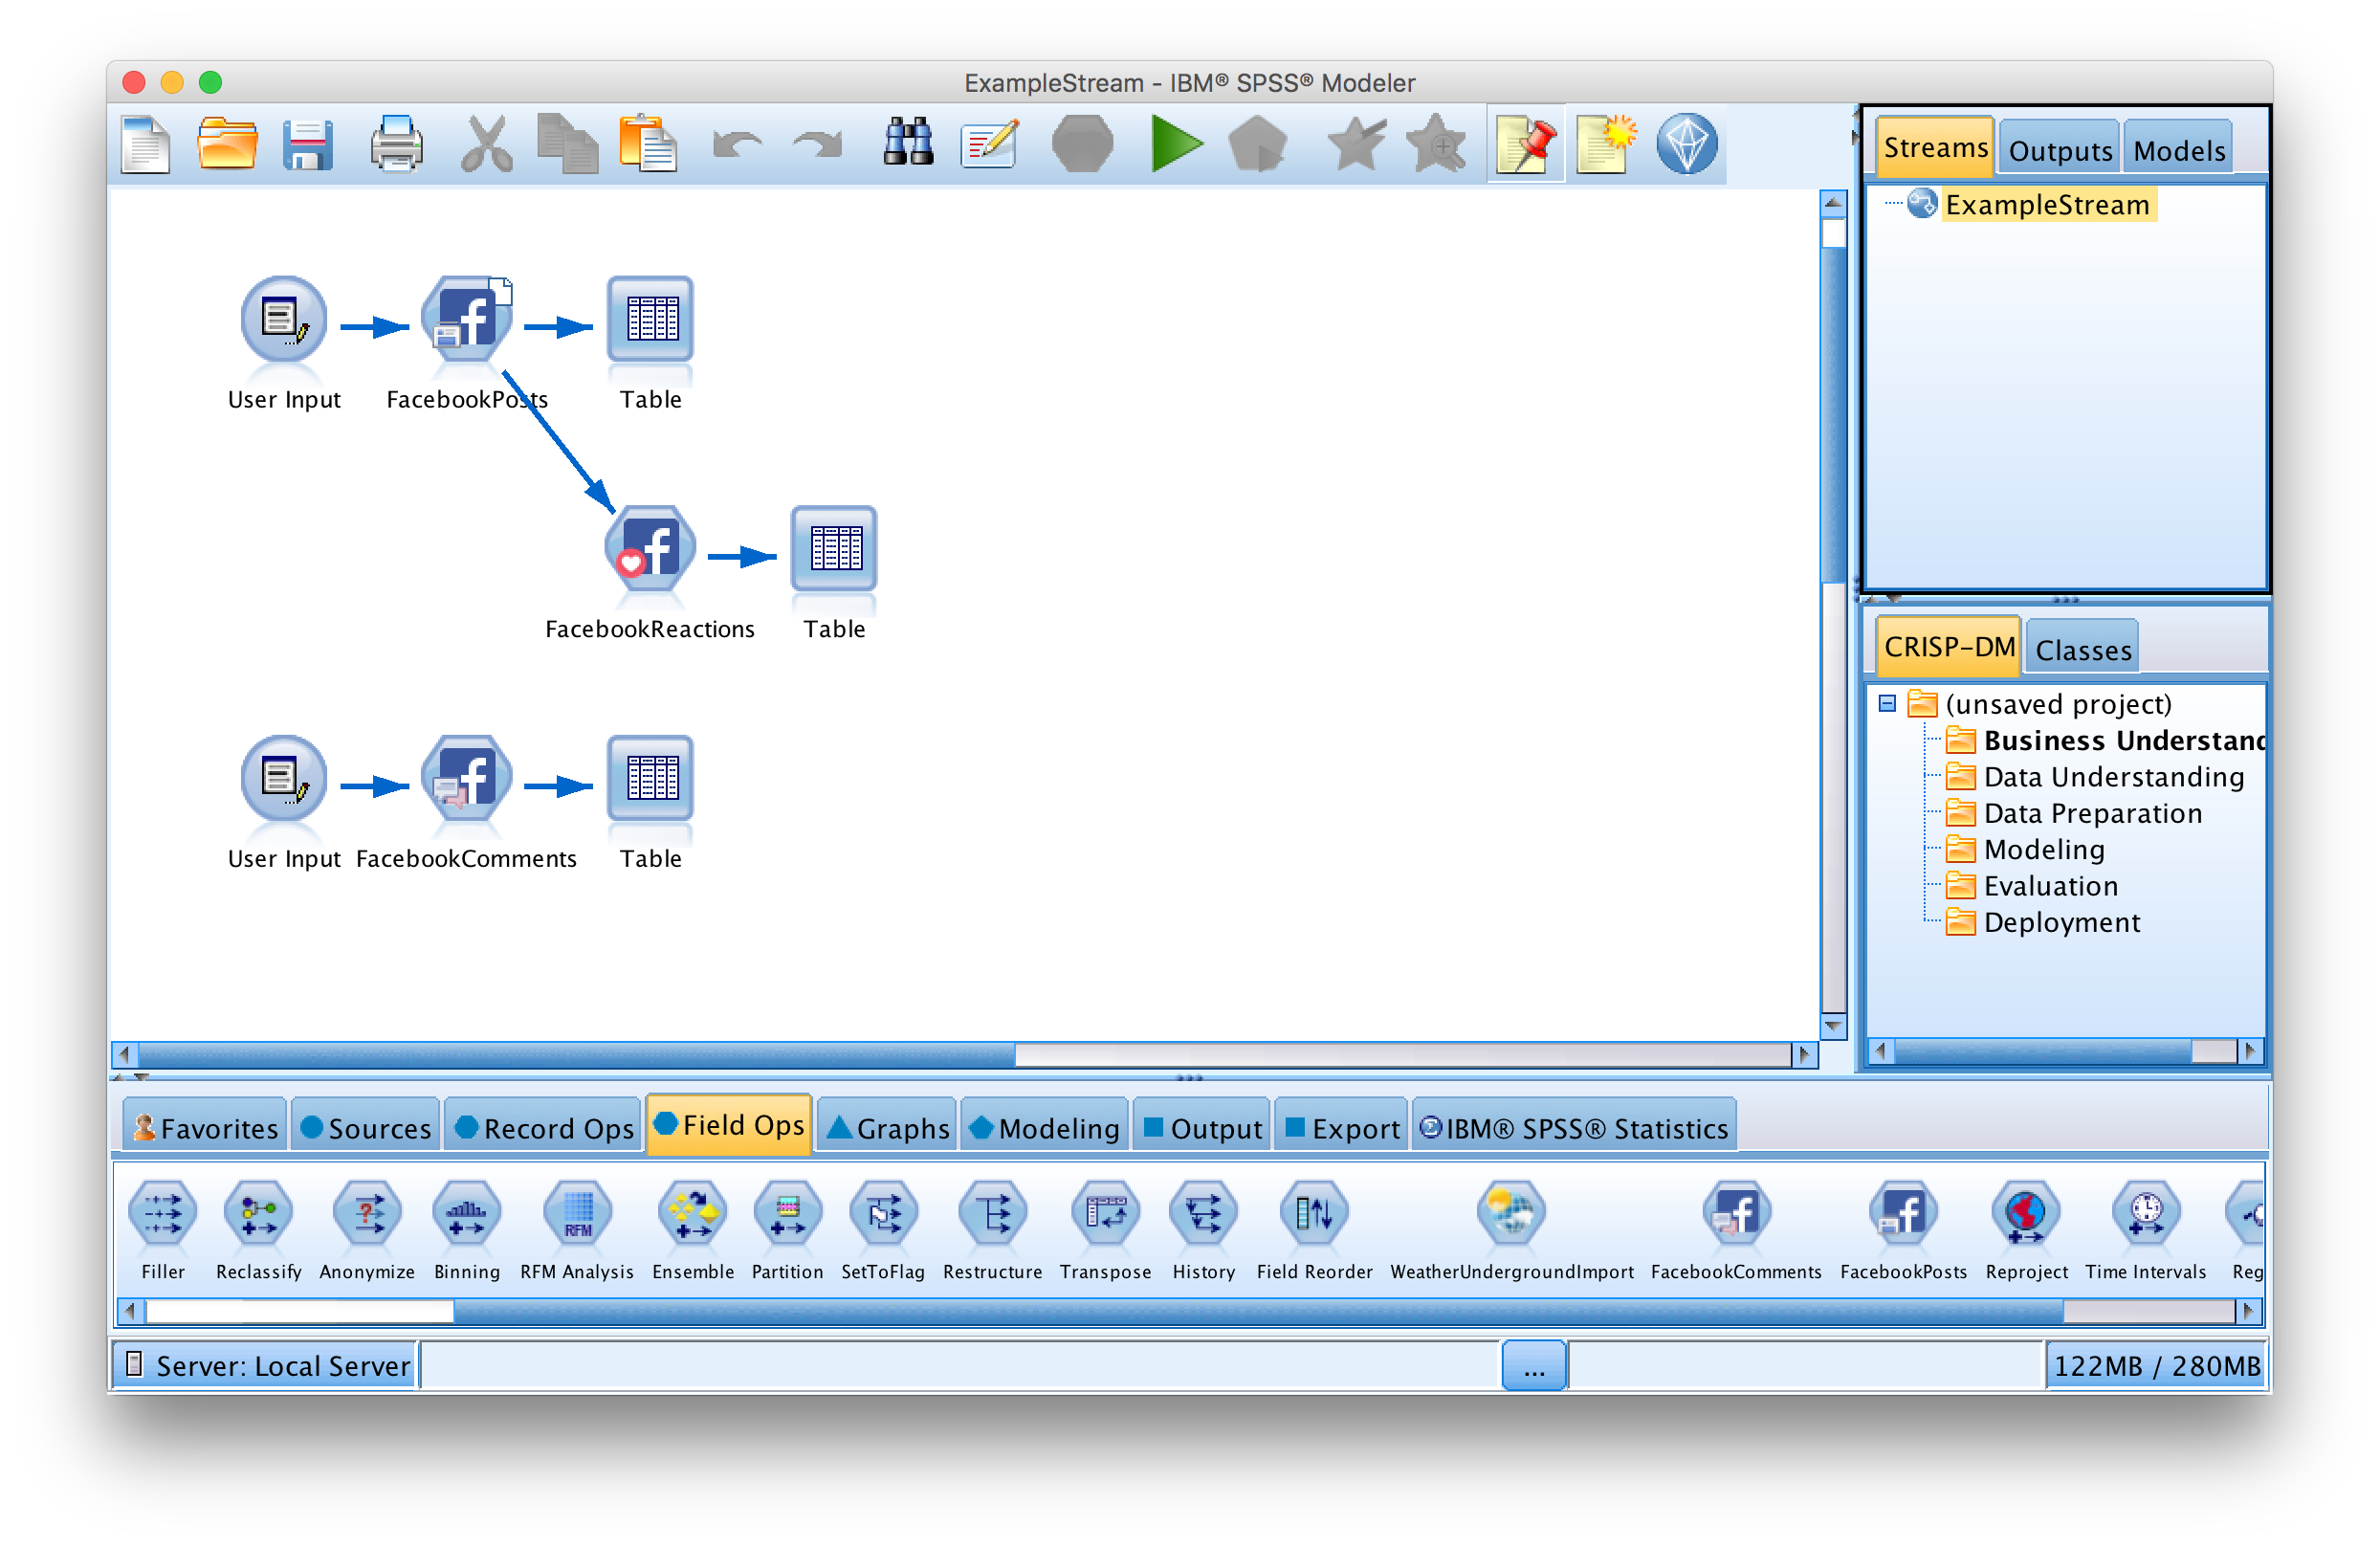 ExampleStream - IBM® SPSS® Modeler
Streams Outputs Models
ExampleStream
User Input FacebookPosts Table
FacebookReactions Table
User Input FacebookComments Table
CRISP-DM Classes
(unsaved project)
Business Understand
Data Understanding
Data Preparation
Modeling
Evaluation
Deployment
Favorites Sources Record Ops Field Ops Graphs Modeling Output Export IBM® SPSS® Statistics
RFM
Filler Reclassify Anonymize Binning RFM Analysis Ensemble Partition SetToFlag Restructure Transpose History Field Reorder WeatherUndergroundImport FacebookComments FacebookPosts Reproject Time Intervals Reg
Server: Local Server ... 122MB / 280MB